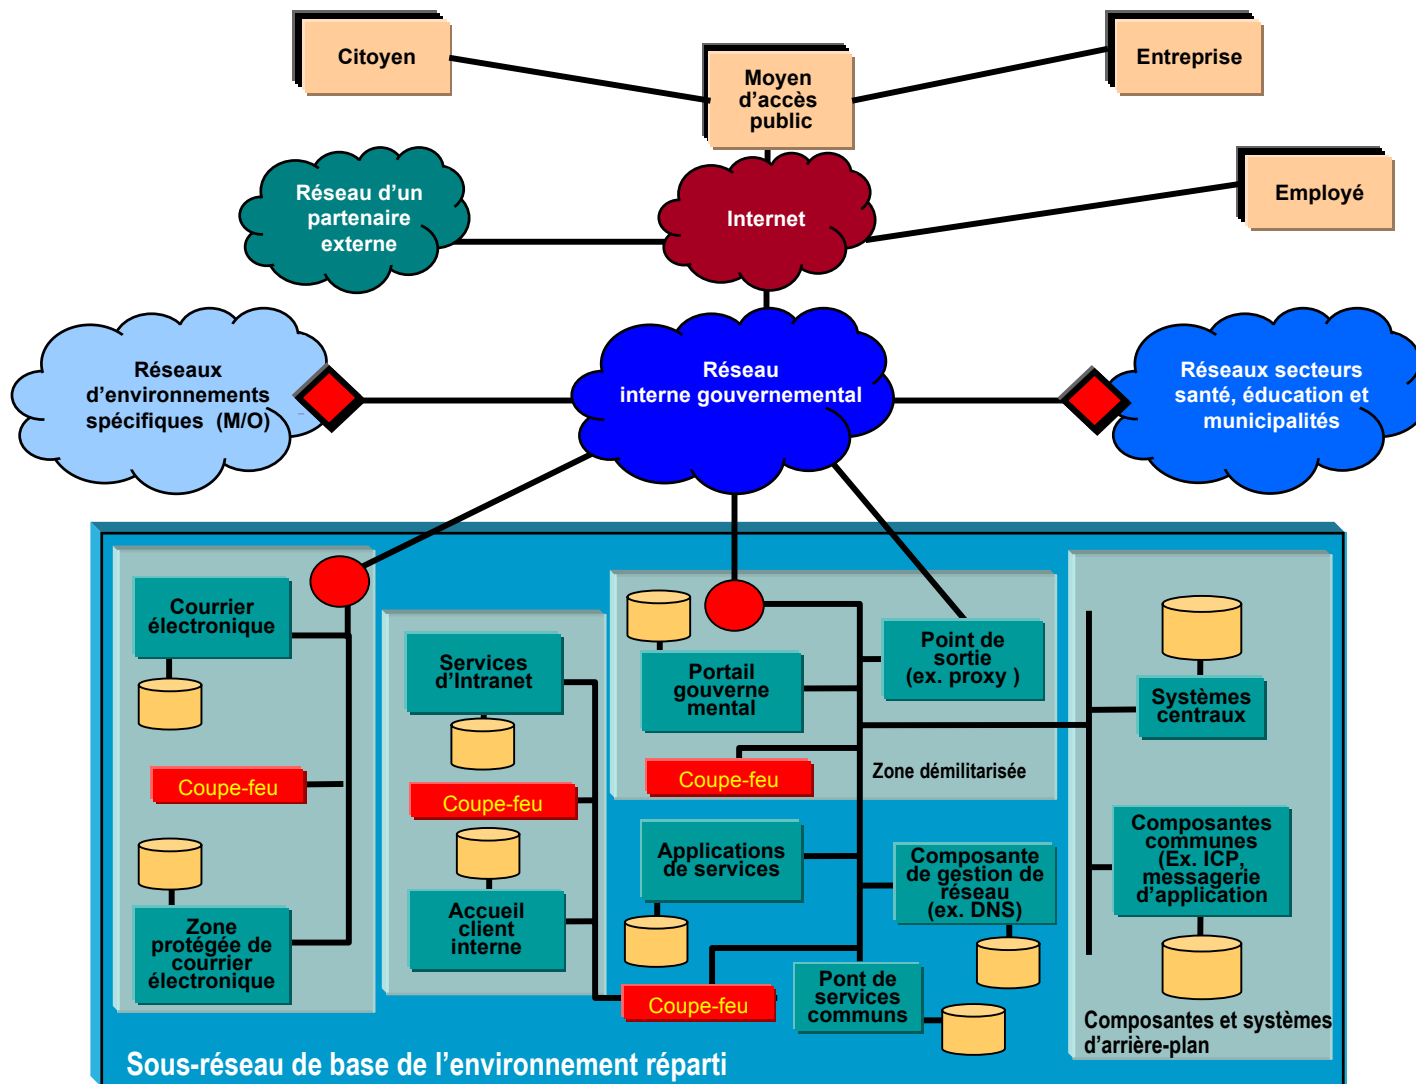 Citoyen
Moyen
d’accès
public
Entreprise
Réseau d’un
partenaire
externe
Internet
Employé
Réseaux
d’environnements
spécifiques (M/O)
Réseau
interne gouvernemental
Réseaux secteurs
santé, éducation et
municipalités
Courrier
électronique
Coupe-feu
Zone
protégée de
courrier
électronique
Services
d’Intranet
Coupe-feu
Accueil
client
interne
Portail
gouverne
mental
Point de
sortie
(ex. proxy )
Coupe-feu
Zone démilitarisée
Applications
de services
Composante
de gestion de
réseau
(ex. DNS)
Coupe-feu
Pont de
services
communs
Systèmes
centraux
Composantes
communes
(Ex. ICP,
messagerie
d’application
Composantes et systèmes
d’arrière-plan
Sous-réseau de base de l’environnement réparti